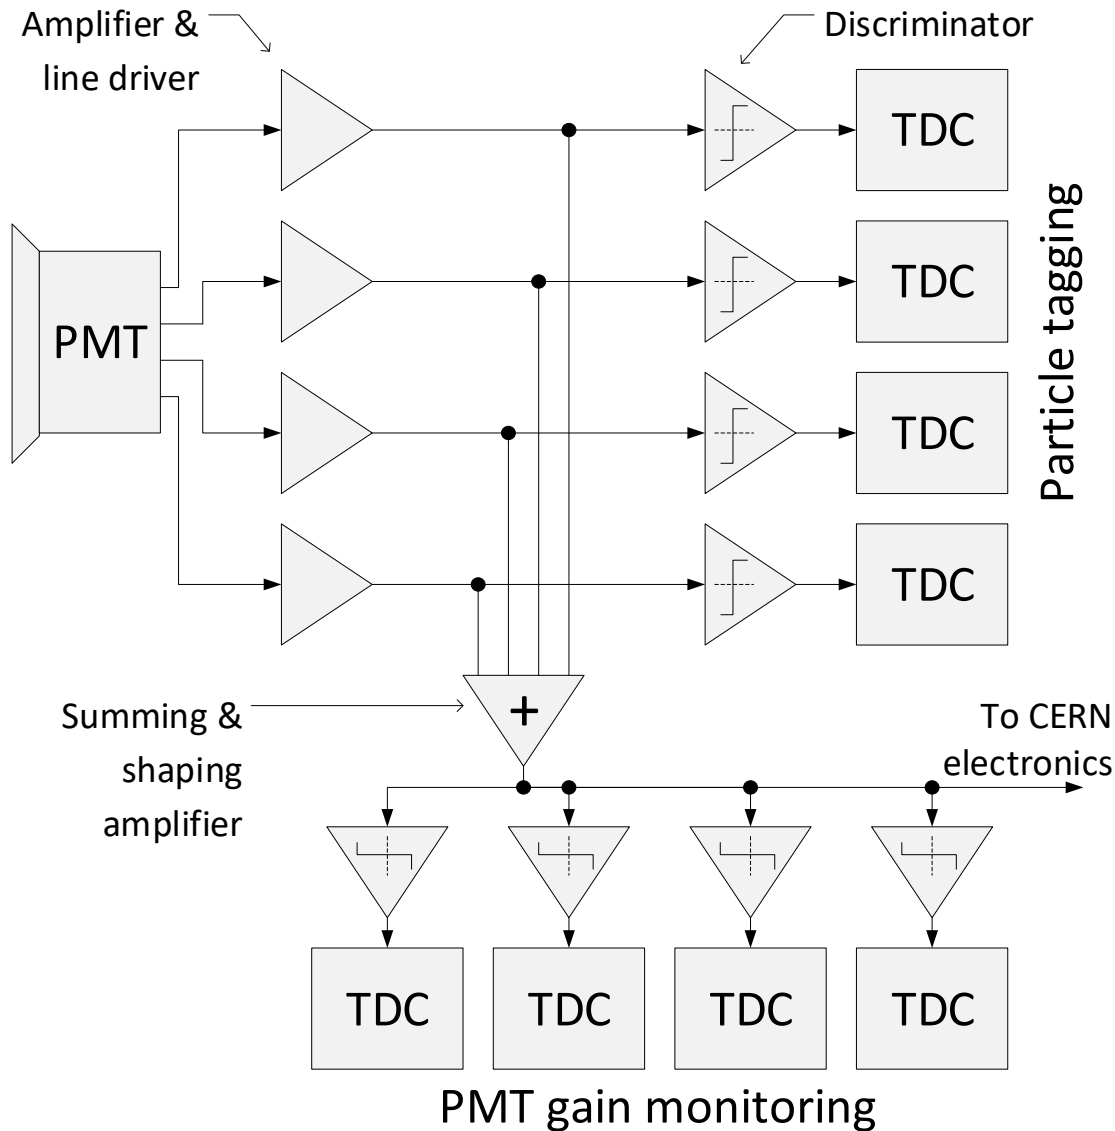 Amplifier &
line driver
Discriminator
TDC
PMT
TDC
TDC
TDC
Particle tagging
Summing &
shaping
amplifier
+
To CERN
electronics
TDC
TDC
TDC
TDC
PMT gain monitoring